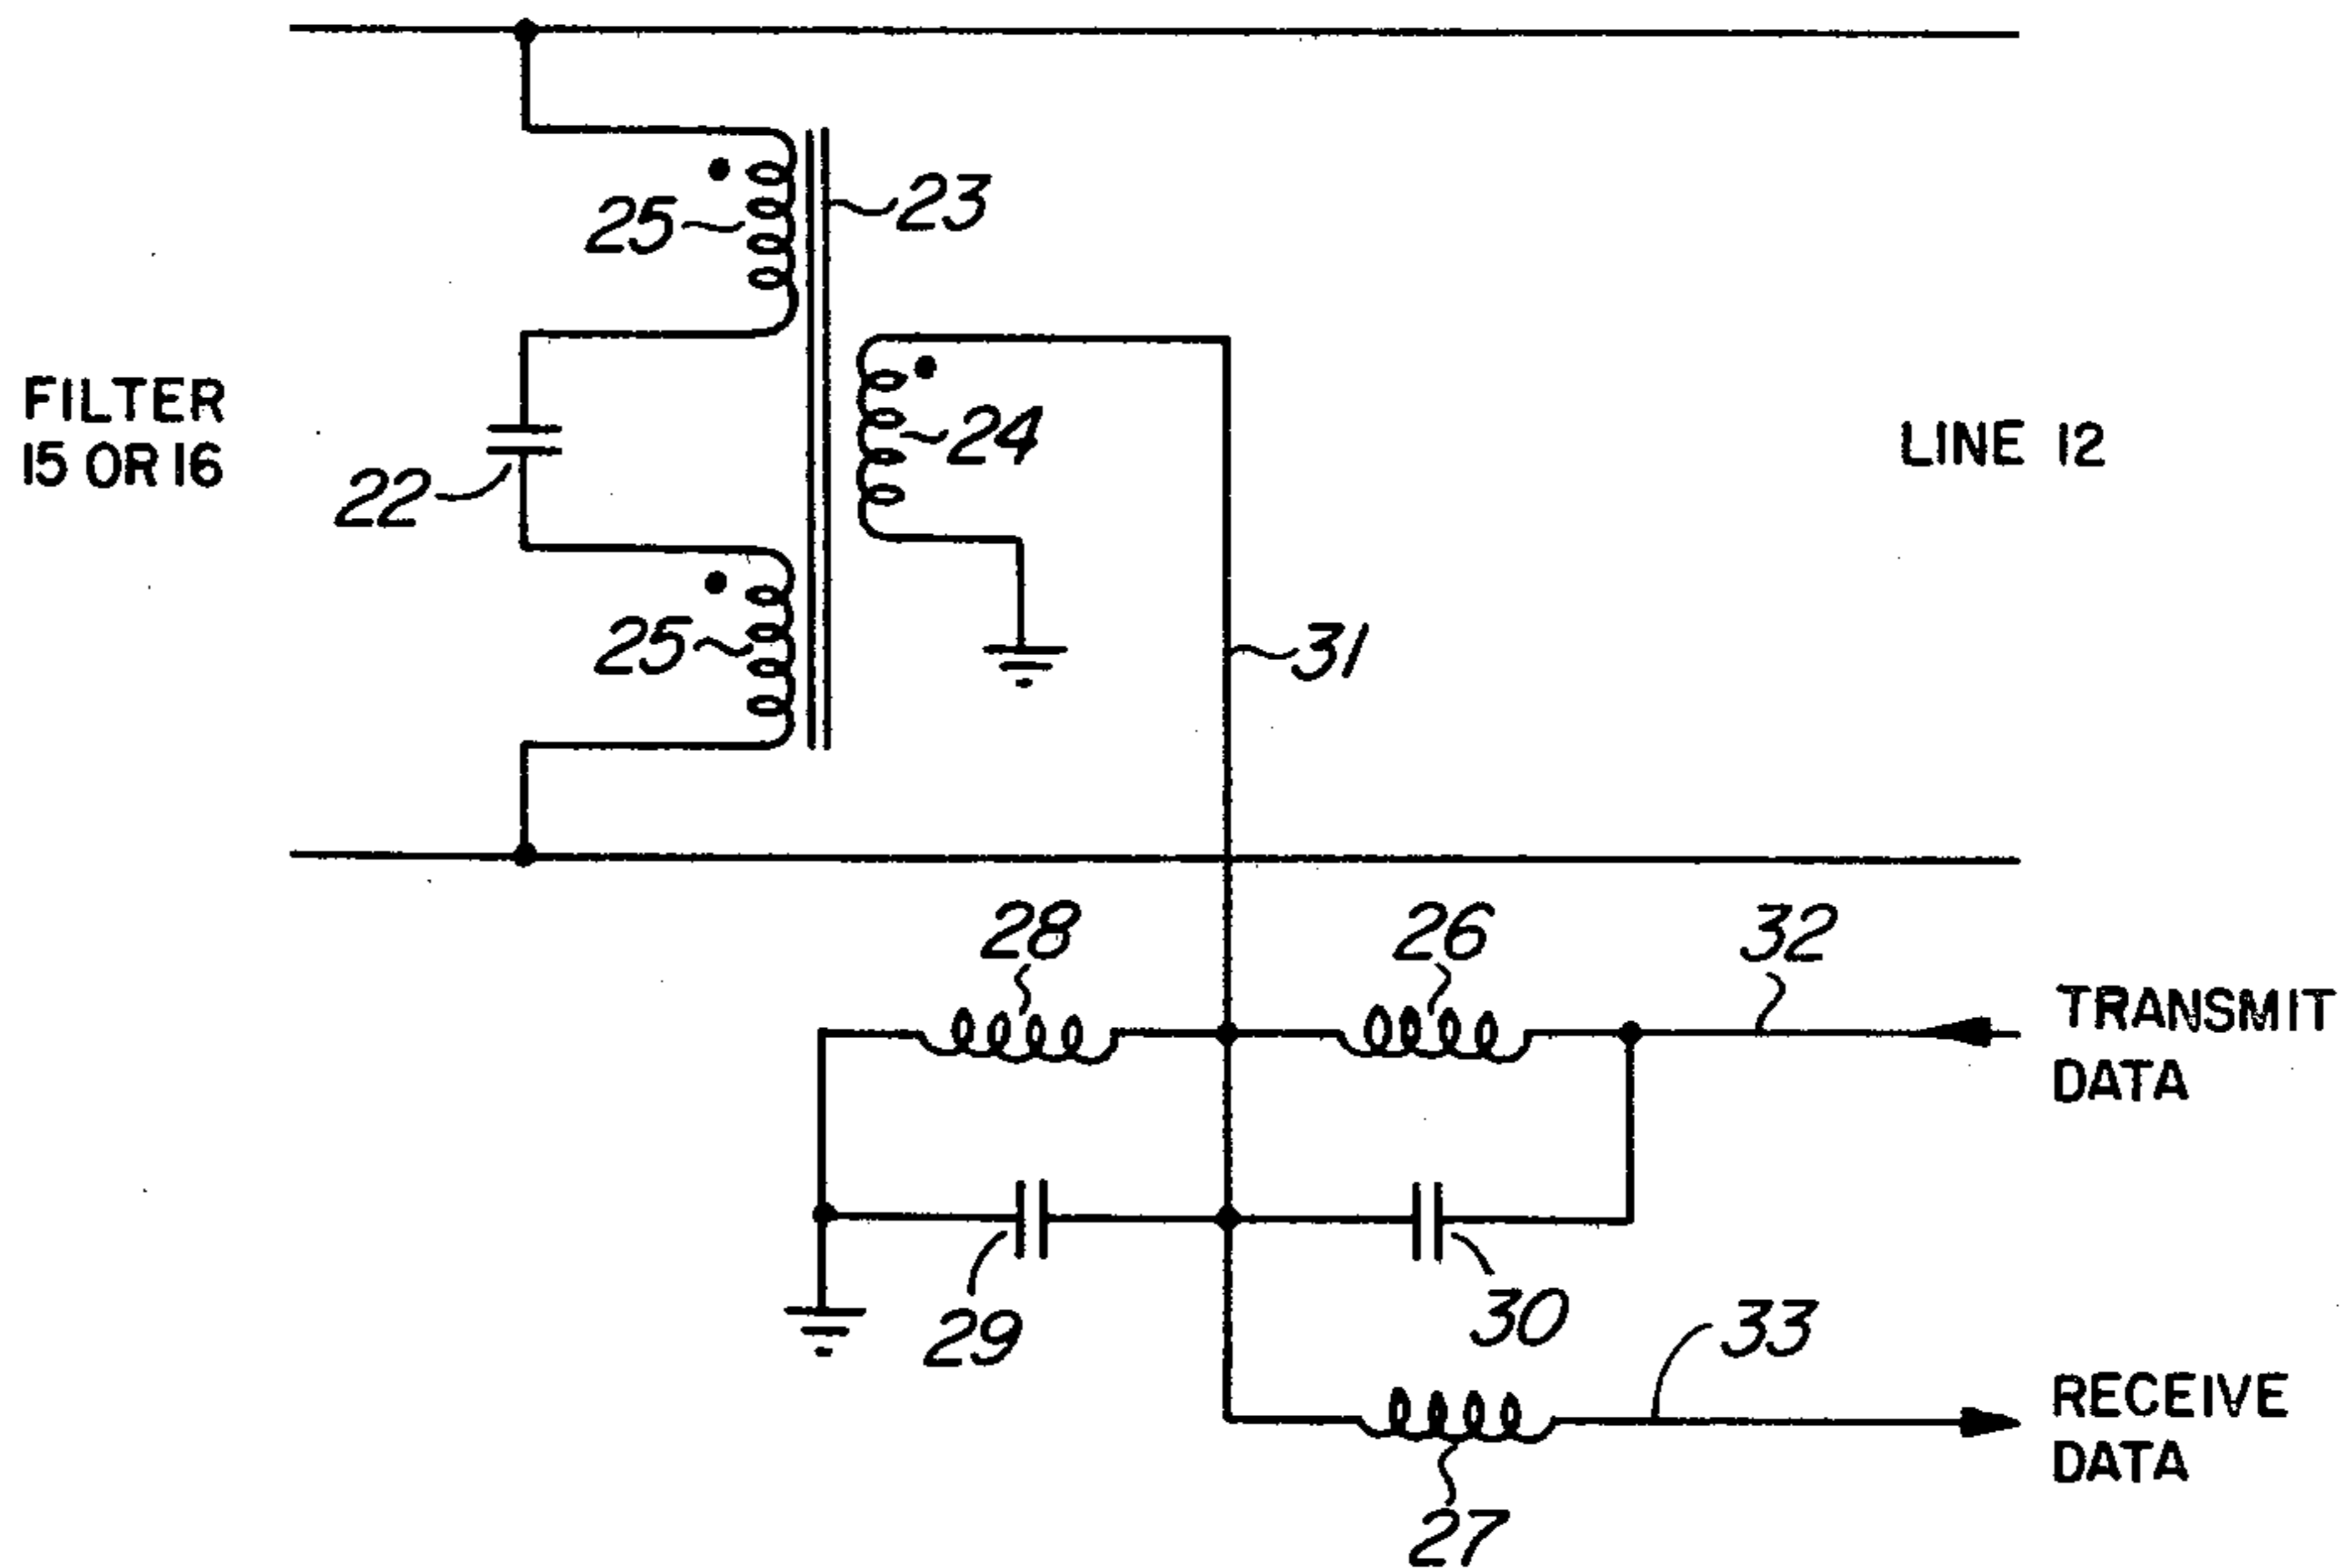 25
23
FILTER
15 OR 16
22
24
LINE 12
25
31
28
26
32
TRANSMIT
DATA
29
30
33
RECEIVE
DATA
27